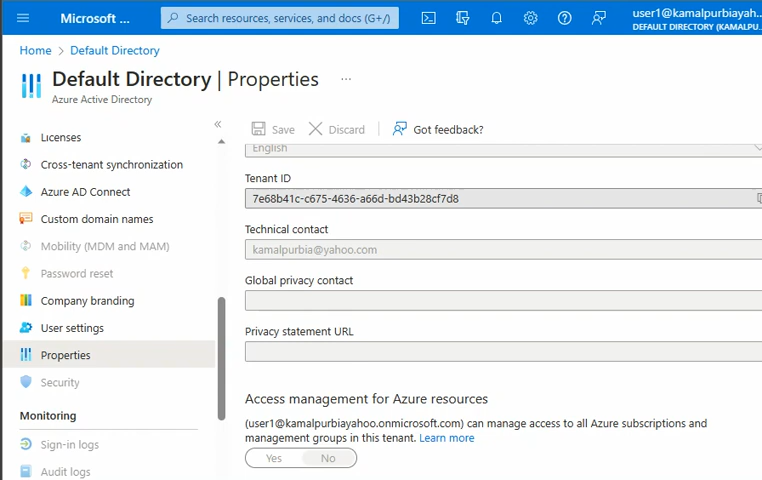 Microsoft ...
Search resources, services, and docs (G+/)
user1@kamalpurbiayah...
DEFAULT DIRECTORY (KAMALPU...
Home > Default Directory
Default Directory | Properties ...
Azure Active Directory
«
Licenses
Cross-tenant synchronization
Azure AD Connect
Custom domain names
Mobility (MDM and MAM)
Password reset
Company branding
User settings
Properties
Security
Monitoring
Sign-in logs
Audit logs
Save
Discard
Got feedback?
English
Tenant ID
7e68b41c-c675-4636-a66d-bd43b28cf7d8
Technical contact
kamalpurbia@yahoo.com
Global privacy contact
Privacy statement URL
Access management for Azure resources
(user1@kamalpurbiayahoo.onmicrosoft.com) can manage access to all Azure subscriptions and
management groups in this tenant. Learn more
Yes No